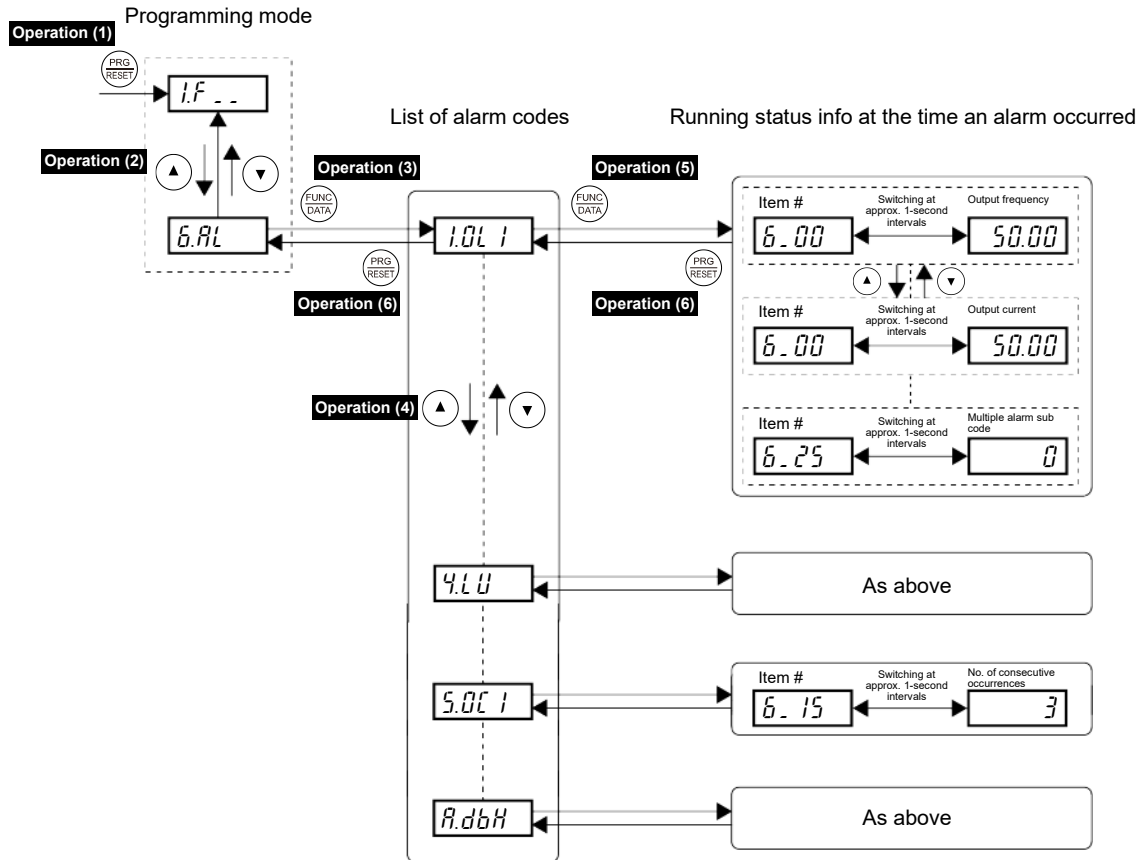 Programming mode
Operation (1)
PRG
RESET
1.F _ _
List of alarm codes
Running status info at the time an alarm occurred
Operation (2)
Operation (3)
Operation (5)
FUNC
DATA
FUNC
DATA
6.AL
1.OL 1
PRG
RESET
PRG
RESET
Operation (6)
Operation (6)
Item #
Switching at
approx. 1-second
intervals
Output frequency
6_00
50.00
Item #
Switching at
approx. 1-second
intervals
Output current
6_00
50.00
Operation (4)
Item #
Switching at
approx. 1-second
intervals
Multiple alarm sub
code
6_25
0
4.LU
As above
5.OC 1
Item #
Switching at
approx. 1-second
intervals
No. of consecutive
occurrences
6_15
3
A.dbH
As above